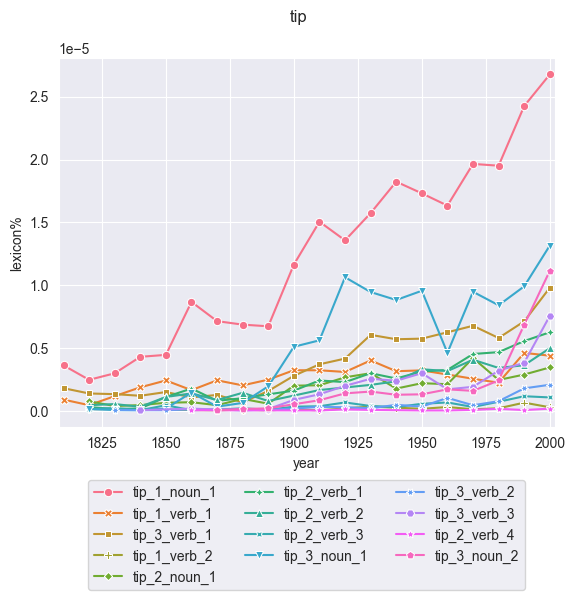 tip
1e−5
2.5
2.0
1.5
1.0
0.5
0.0
lexicon%
1825 1850 1875 1900 1925 1950 1975 2000
year
tip_1_noun_1 tip_2_verb_1 tip_3_verb_2
tip_1_verb_1 tip_2_verb_2 tip_3_verb_3
tip_3_verb_1 tip_2_verb_3 tip_2_verb_4
tip_1_verb_2 tip_3_noun_1 tip_3_noun_2
tip_2_noun_1